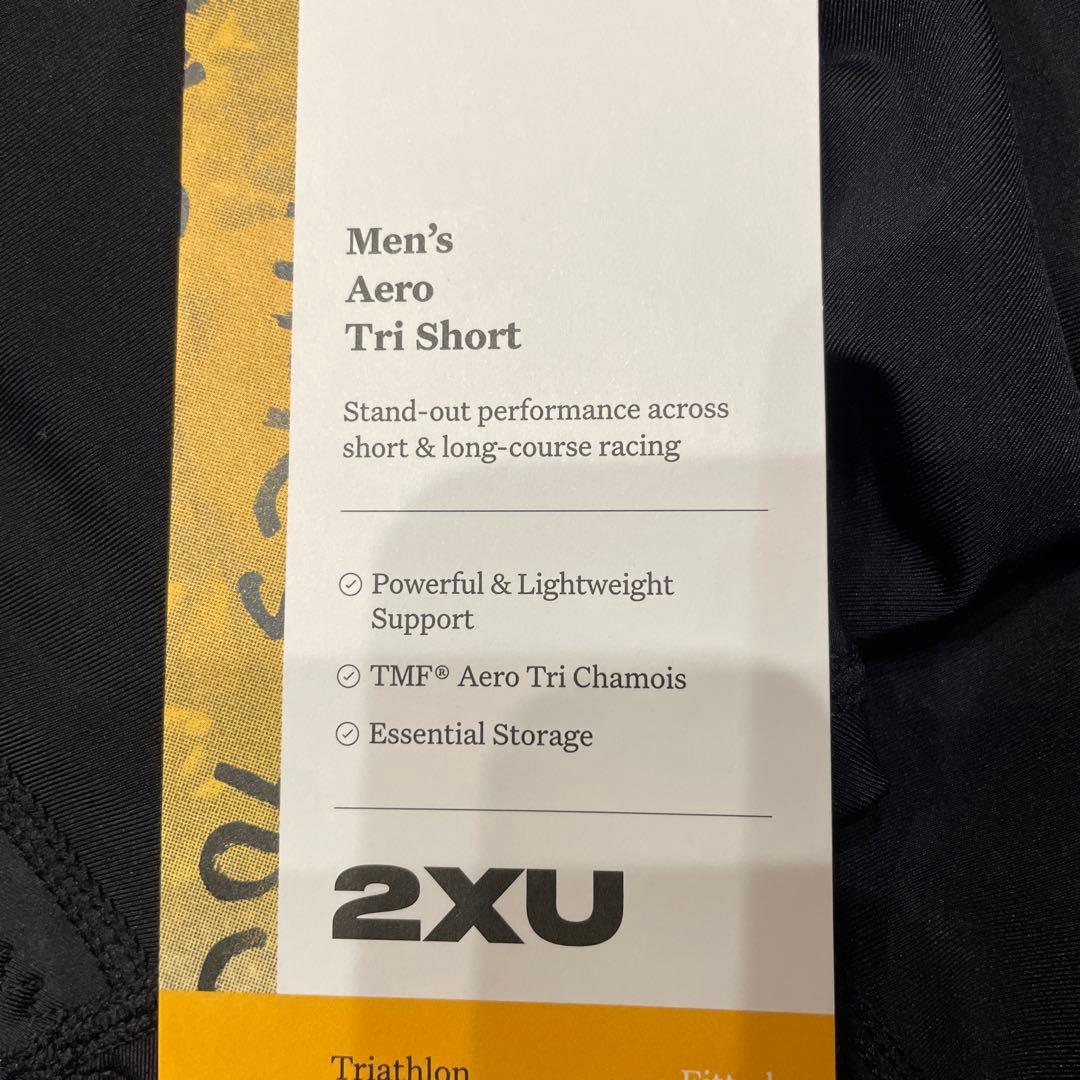 Men's
Aero
Tri Short
Stand-out performance across
short & long-course racing
Powerful & Lightweight
Support
TMF® Aero Tri Chamois
Essential Storage
2XU
Triathlon